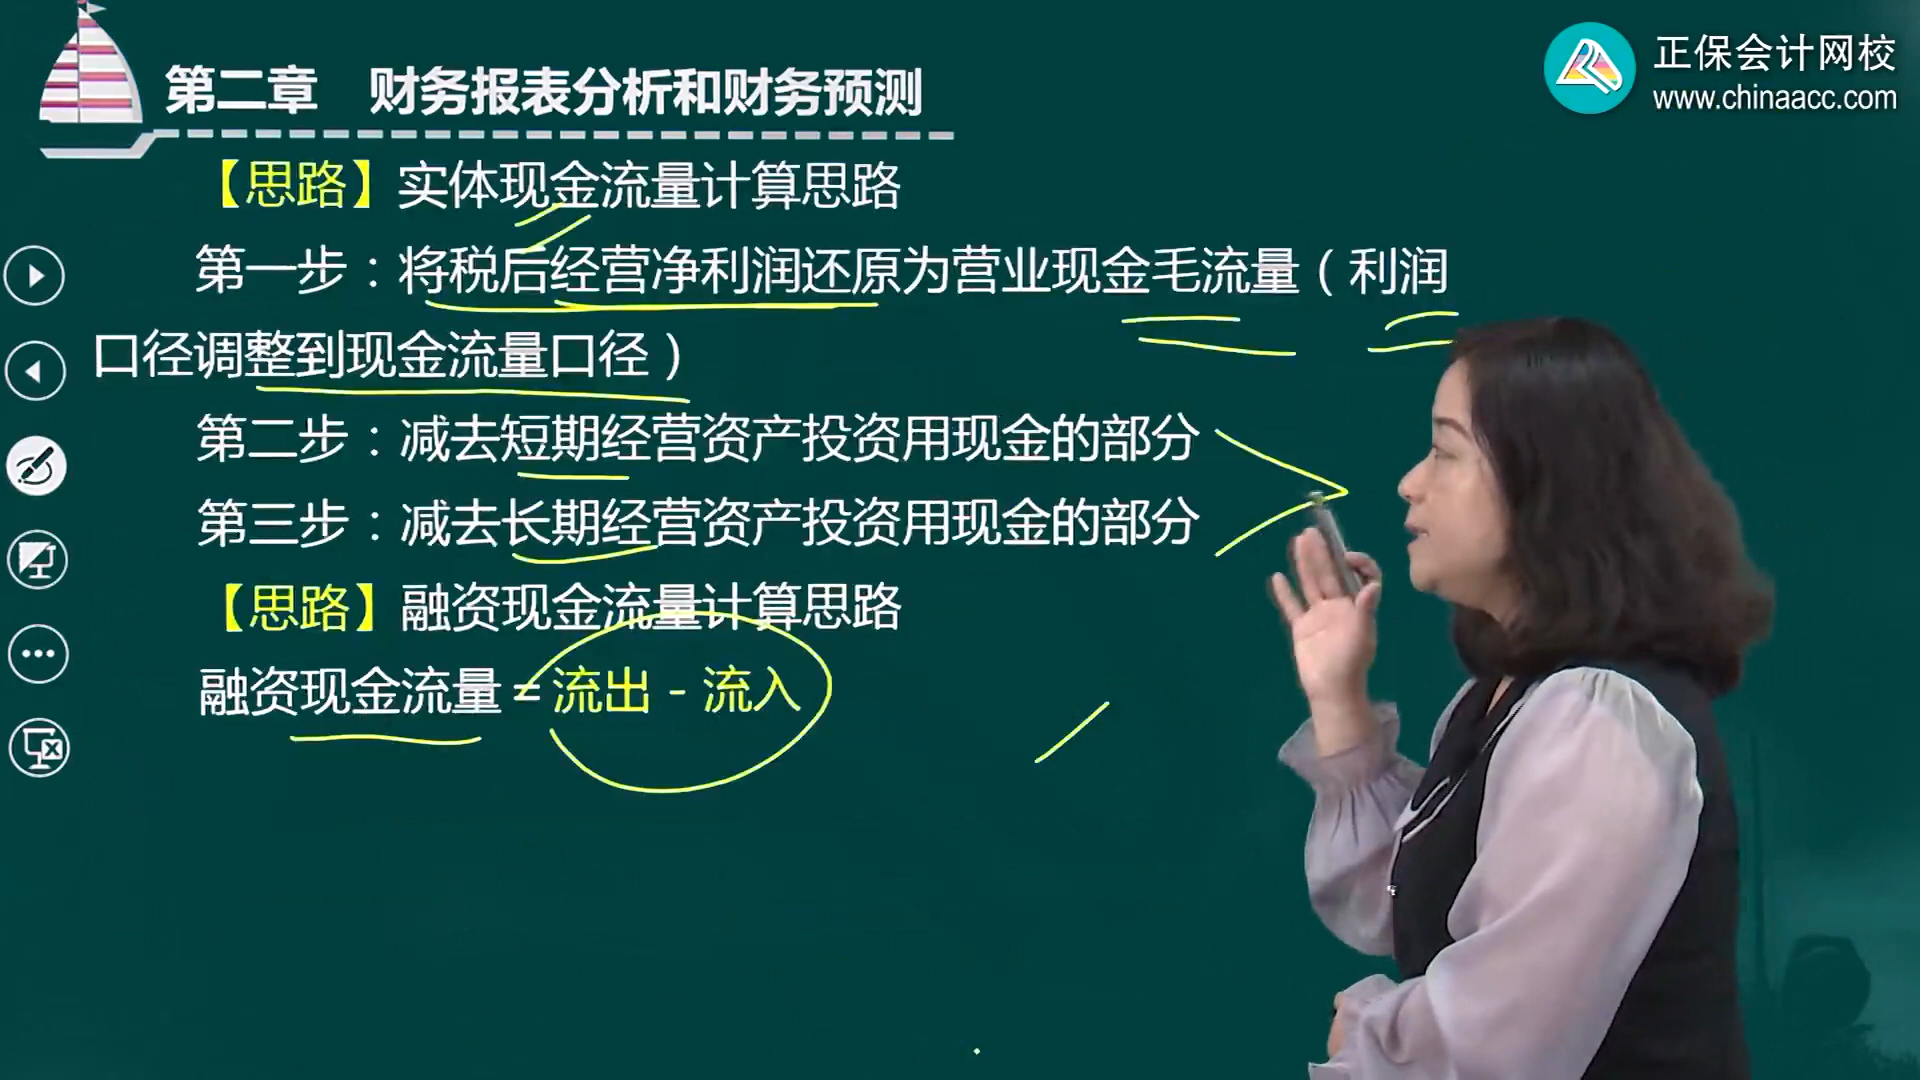 正保会计网校
www.chinaacc.com
第二章 财务报表分析和财务预测
【思路】实体现金流量计算思路
第一步：将税后经营净利润还原为营业现金毛流量（利润
口径调整到现金流量口径）
第二步：减去短期经营资产投资用现金的部分
第三步：减去长期经营资产投资用现金的部分
【思路】融资现金流量计算思路
融资现金流量=流出-流入